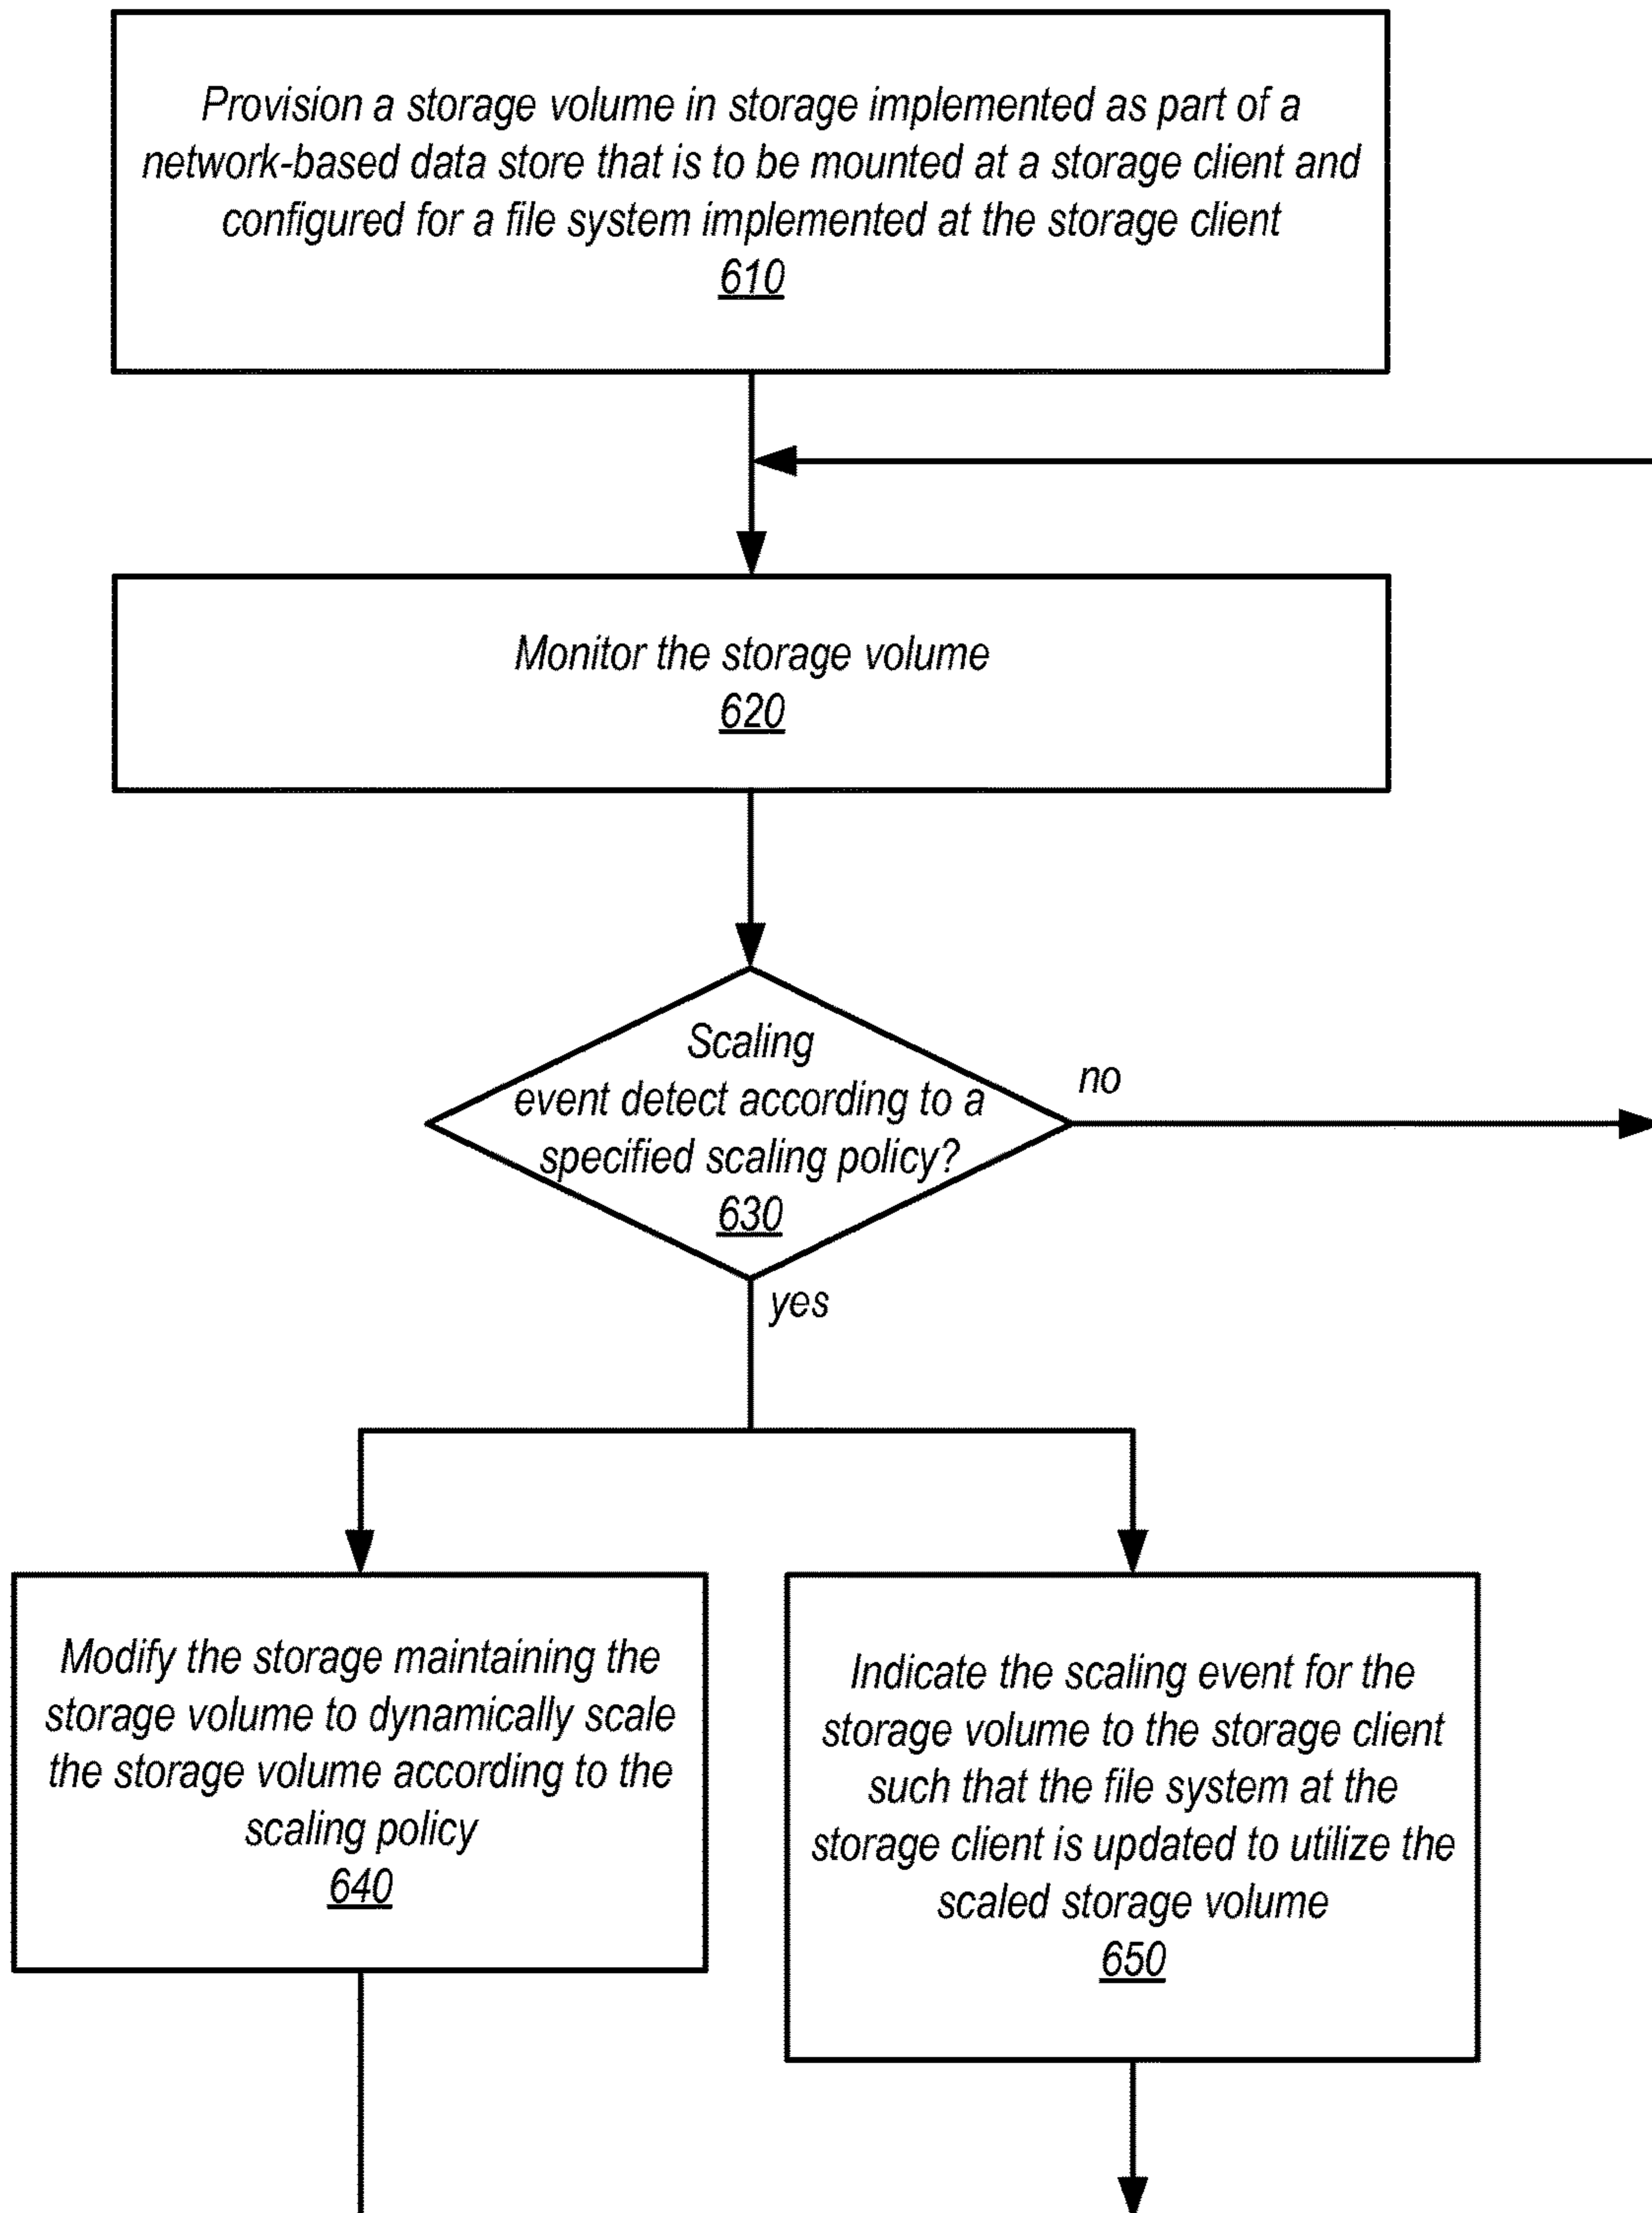 Provision a storage volume in storage implemented as part of a
network-based data store that is to be mounted at a storage client and
configured for a file system implemented at the storage client
610
Monitor the storage volume
620
Scaling
event detect according to a
specified scaling policy?
630
no
yes
Modify the storage maintaining the
storage volume to dynamically scale
the storage volume according to the
scaling policy
640
Indicate the scaling event for the
storage volume to the storage client
such that the file system at the
storage client is updated to utilize the
scaled storage volume
650